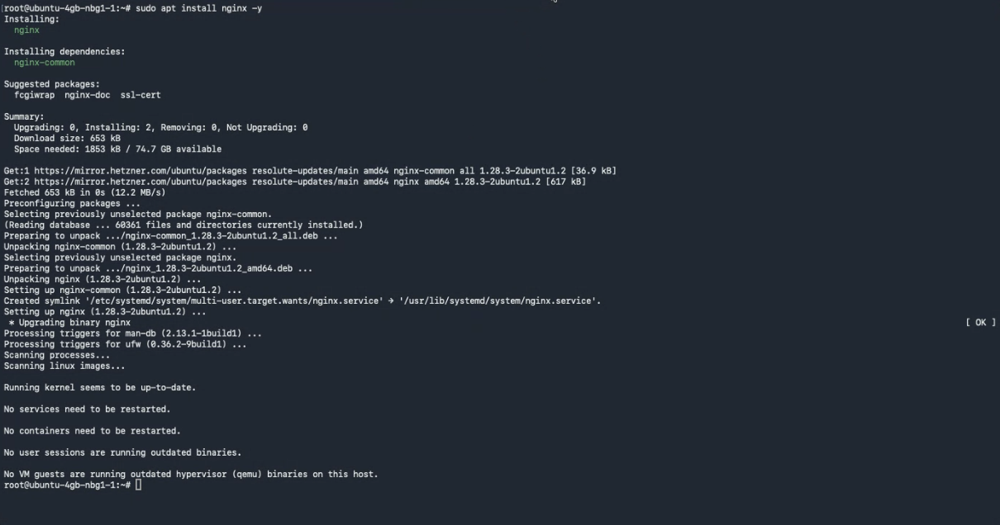 root@ubuntu-4gb-nbg1-1:~# sudo apt install nginx -y
Installing:
  nginx

Installing dependencies:
  nginx-common

Suggested packages:
  fcgiwrap  nginx-doc  ssl-cert

Summary:
  Upgrading: 0, Installing: 2, Removing: 0, Not Upgrading: 0
  Download size: 653 kB
  Space needed: 1853 kB / 74.7 GB available

Get:1 https://mirror.hetzner.com/ubuntu/packages resolute-updates/main amd64 nginx-common all 1.28.3-2ubuntu1.2 [36.9 kB]
Get:2 https://mirror.hetzner.com/ubuntu/packages resolute-updates/main amd64 nginx amd64 1.28.3-2ubuntu1.2 [617 kB]
Fetched 653 kB in 0s (12.2 MB/s)
Preconfiguring packages ...
Selecting previously unselected package nginx-common.
(Reading database ... 60361 files and directories currently installed.)
Preparing to unpack .../nginx-common_1.28.3-2ubuntu1.2_all.deb ...
Unpacking nginx-common (1.28.3-2ubuntu1.2) ...
Selecting previously unselected package nginx.
Preparing to unpack .../nginx_1.28.3-2ubuntu1.2_amd64.deb ...
Unpacking nginx (1.28.3-2ubuntu1.2) ...
Setting up nginx-common (1.28.3-2ubuntu1.2) ...
Created symlink '/etc/systemd/system/multi-user.target.wants/nginx.service' → '/usr/lib/systemd/system/nginx.service'.
Setting up nginx (1.28.3-2ubuntu1.2) ...
 * Upgrading binary nginx [ OK ]
Processing triggers for man-db (2.13.1-1build1) ...
Processing triggers for ufw (0.36.2-9build1) ...
Scanning processes...
Scanning linux images...

Running kernel seems to be up-to-date.

No services need to be restarted.

No containers need to be restarted.

No user sessions are running outdated binaries.

No VM guests are running outdated hypervisor (qemu) binaries on this host.
root@ubuntu-4gb-nbg1-1:~#